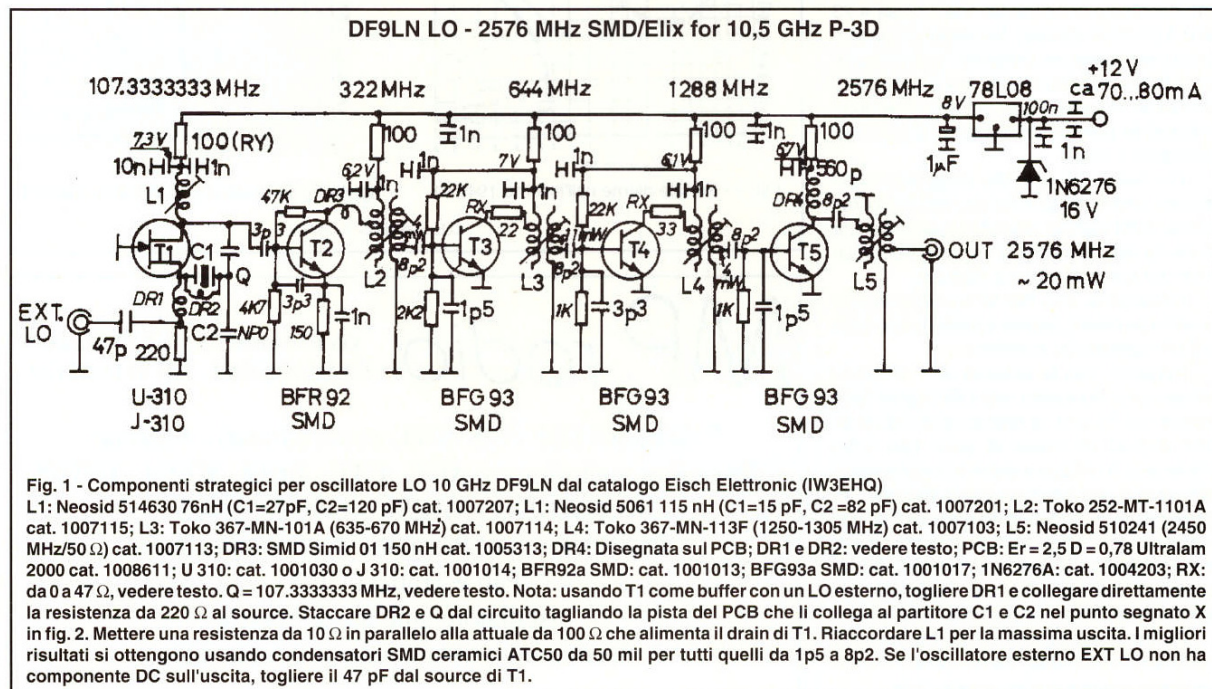 DF9LN LO - 2576 MHz SMD/Elix for 10,5 GHz P-3D
107.3333333 MHz
322 MHz
644 MHz
1288 MHz
2576 MHz
8V
78L08
100n
+12 V
ca 70...80mA
7,3V
100 (RY)
100
1n
100
100
1n
100
1µF
1n
10n
1n
6,2V
1n
7V
1n
6,1V
6,7V
560p
1N6276
16 V
L1
47K
DR3
1n
22K
RX
22
1n
22K
RX
33
1n
DR4
8p2
T1
C1
Q
3p3
T2
L2
mW
8p2
T3
L3
mW
8p2
T4
L4
8p2
mW
T5
L5
OUT 2576 MHz
~ 20 mW
EXT.
LO
47p
DR1
DR2
220
C2
NPO
4K7
3p3
150
1n
2K2
1p5
1K
3p3
1K
1p5
U-310
J-310
BFR 92
SMD
BFG 93
SMD
BFG 93
SMD
BFG 93
SMD
Fig. 1 - Componenti strategici per oscillatore LO 10 GHz DF9LN dal catalogo Eisch Elettronic (IW3EHQ)
L1: Neosid 514630 76nH (C1=27pF, C2=120 pF) cat. 1007207; L1: Neosid 5061 115 nH (C1=15 pF, C2 =82 pF) cat. 1007201; L2: Toko 252-MT-1101A
cat. 1007115; L3: Toko 367-MN-101A (635-670 MHz) cat. 1007114; L4: Toko 367-MN-113F (1250-1305 MHz) cat. 1007103; L5: Neosid 510241 (2450
MHz/50 Ω) cat. 1007113; DR3: SMD Simid 01 150 nH cat. 1005313; DR4: Disegnata sul PCB; DR1 e DR2: vedere testo; PCB: Er = 2,5 D = 0,78 Ultralam
2000 cat. 1008611; U 310: cat. 1001030 o J 310: cat. 1001014; BFR92a SMD: cat. 1001013; BFG93a SMD: cat. 1001017; 1N6276A: cat. 1004203; RX:
da 0 a 47 Ω, vedere testo. Q = 107.3333333 MHz, vedere testo. Nota: usando T1 come buffer con un LO esterno, togliere DR1 e collegare direttamente
la resistenza da 220 Ω al source. Staccare DR2 e Q dal circuito tagliando la pista del PCB che li collega al partitore C1 e C2 nel punto segnato X
in fig. 2. Mettere una resistenza da 10 Ω in parallelo alla attuale da 100 Ω che alimenta il drain di T1. Riaccordare L1 per la massima uscita. I migliori
risultati si ottengono usando condensatori SMD ceramici ATC50 da 50 mil per tutti quelli da 1p5 a 8p2. Se l'oscillatore esterno EXT LO non ha
componente DC sull'uscita, togliere il 47 pF dal source di T1.